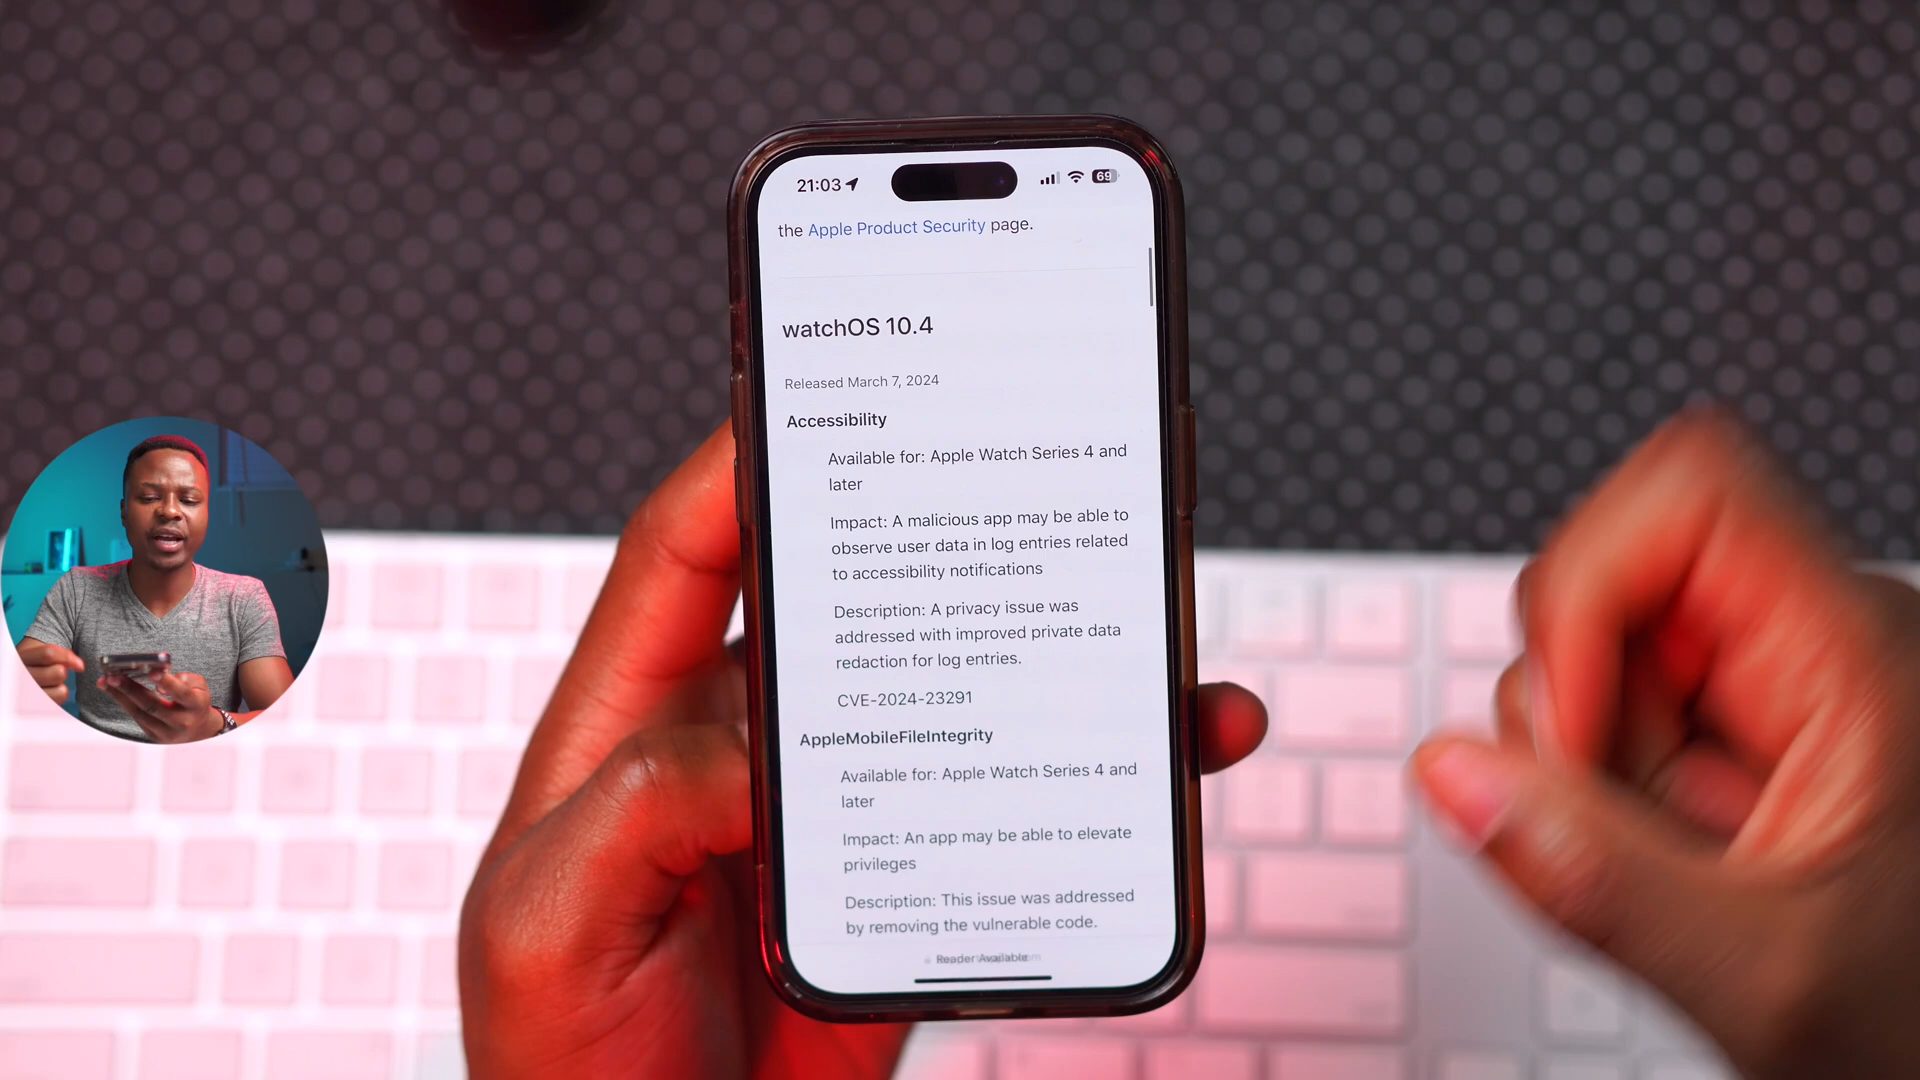 21:03
69
the Apple Product Security page.
watchOS 10.4
Released March 7, 2024
Accessibility
Available for: Apple Watch Series 4 and
later
Impact: A malicious app may be able to
observe user data in log entries related
to accessibility notifications
Description: A privacy issue was
addressed with improved private data
redaction for log entries.
CVE-2024-23291
AppleMobileFileIntegrity
Available for: Apple Watch Series 4 and
later
Impact: An app may be able to elevate
privileges
Description: This issue was addressed
by removing the vulnerable code.
Reader Available